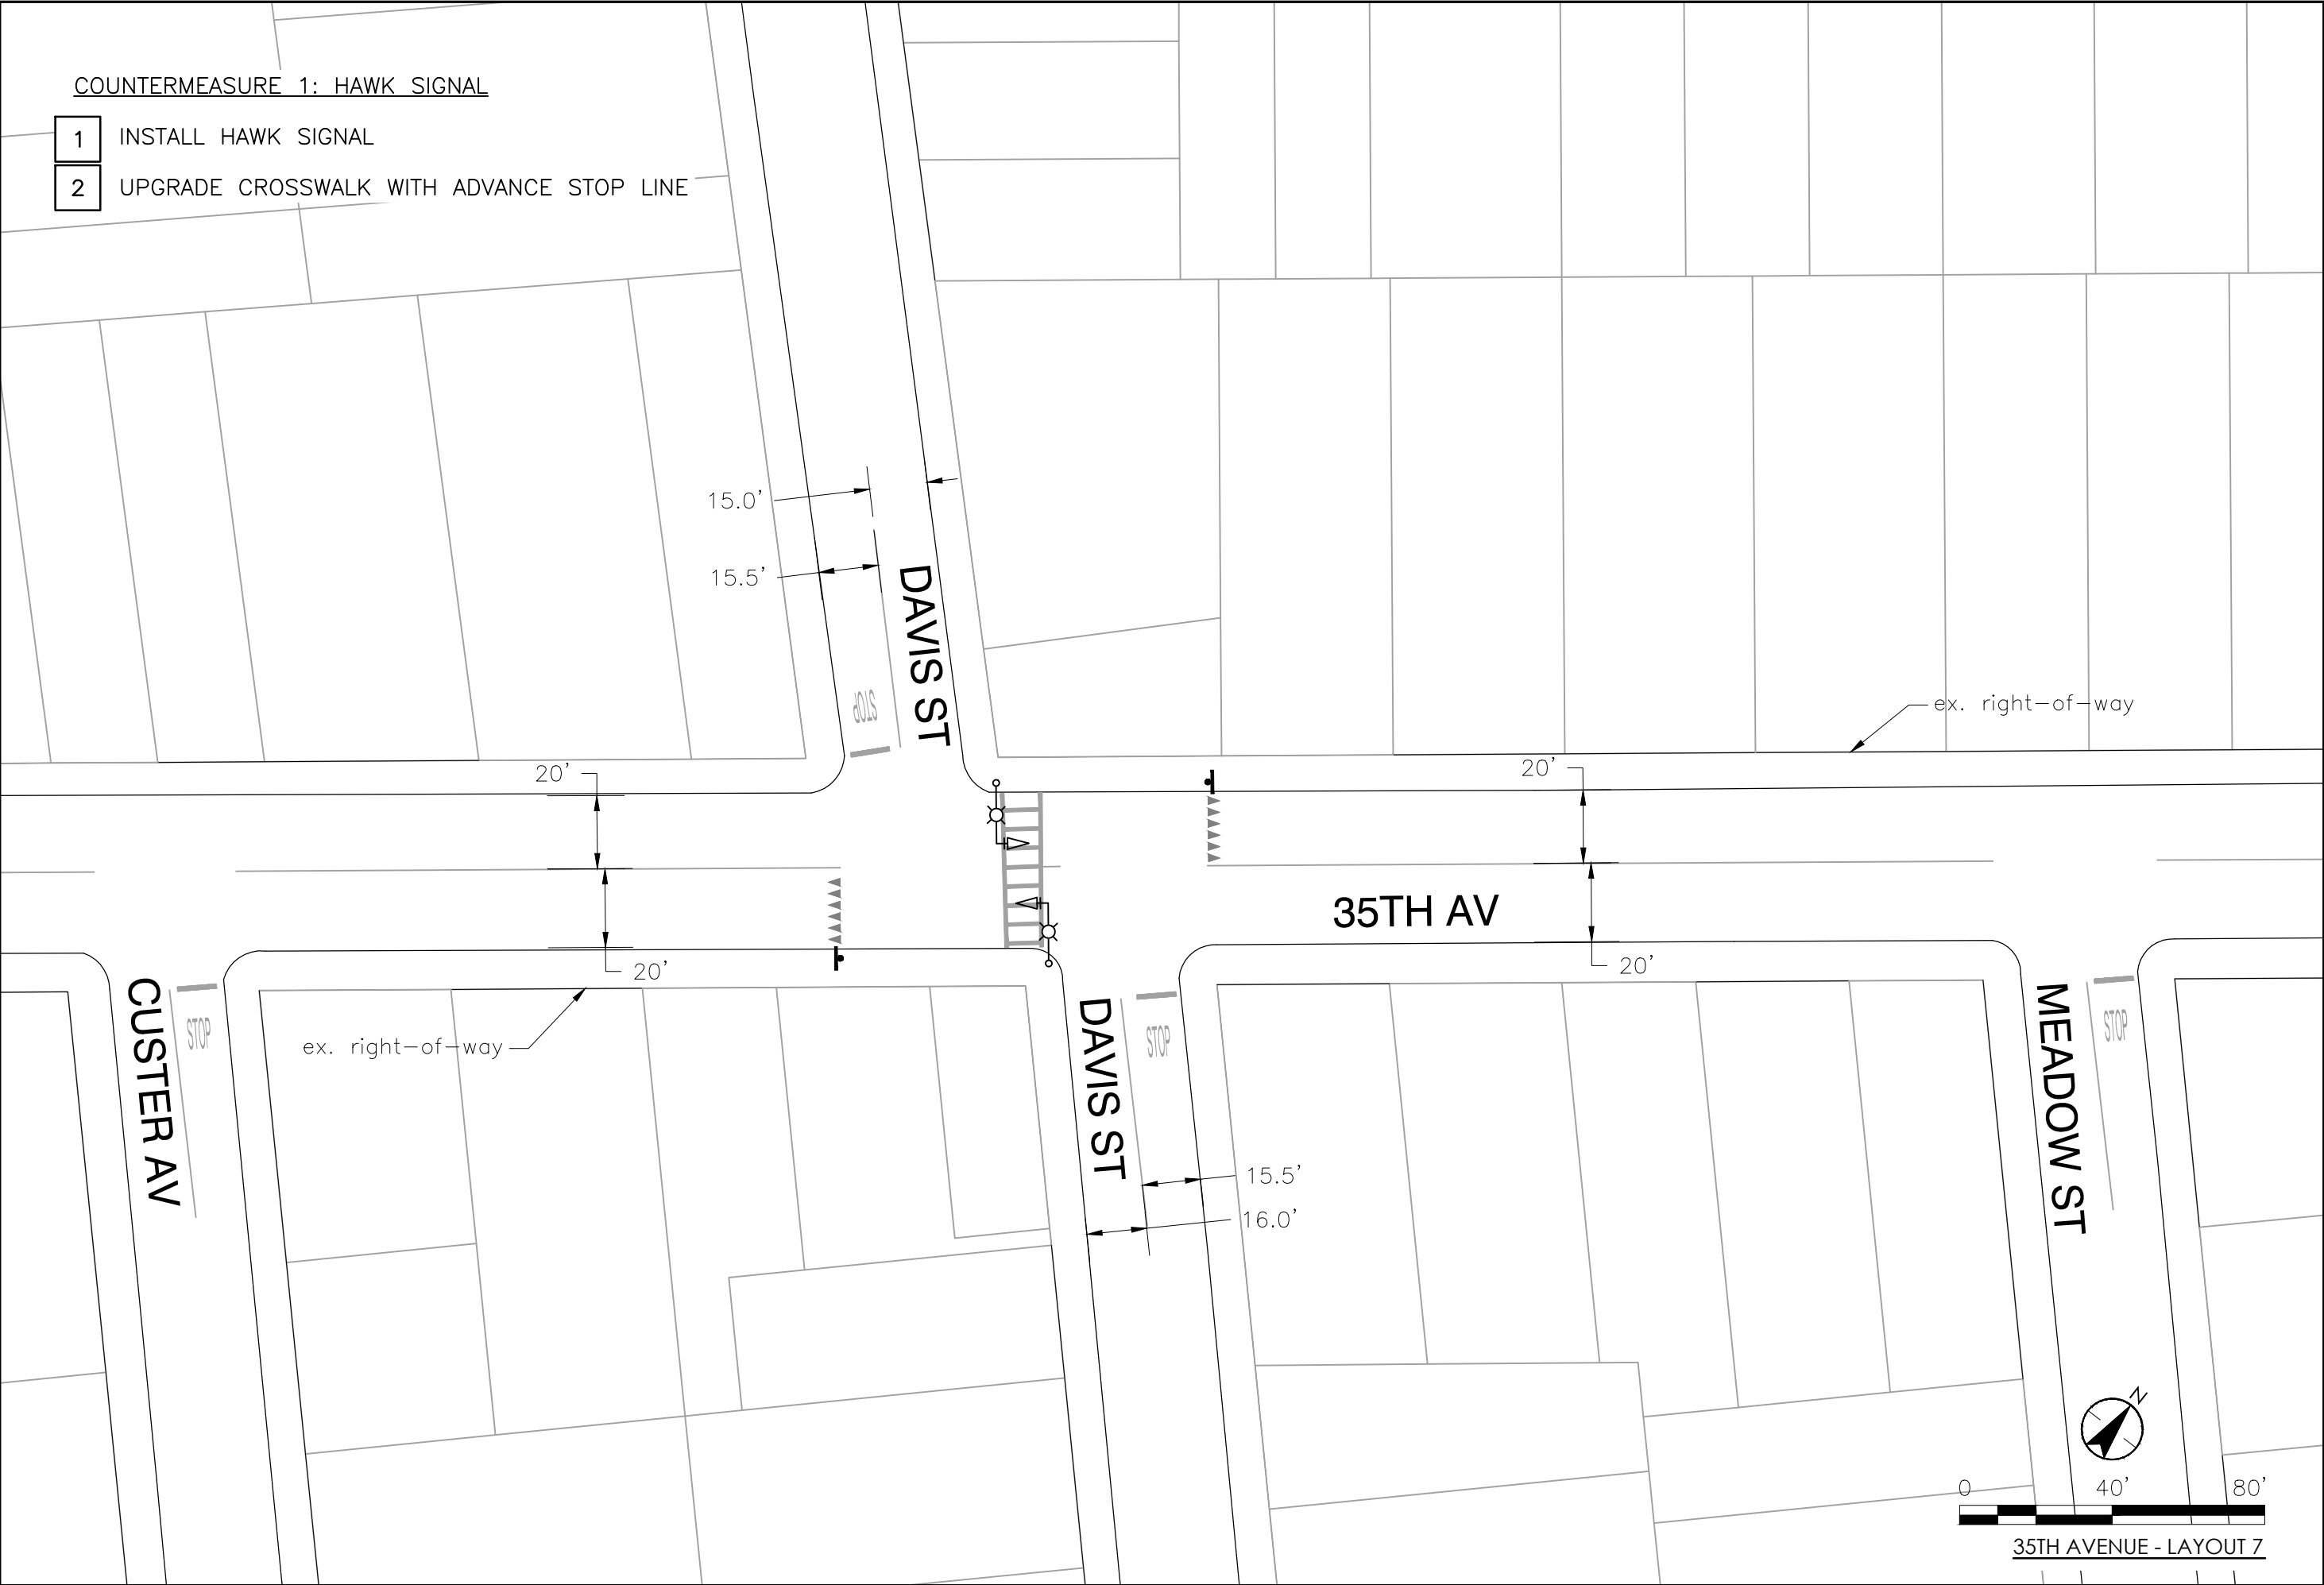 COUNTERMEASURE 1: HAWK SIGNAL
1 INSTALL HAWK SIGNAL
2 UPGRADE CROSSWALK WITH ADVANCE STOP LINE
15.0'
15.5'
DAVIS ST
STOP
ex. right-of-way
20'
20'
35TH AV
20'
20'
CUSTER AV
STOP
ex. right-of-way
DAVIS ST
STOP
MEADOW ST
STOP
15.5'
16.0'
N
0 40' 80'
35TH AVENUE - LAYOUT 7